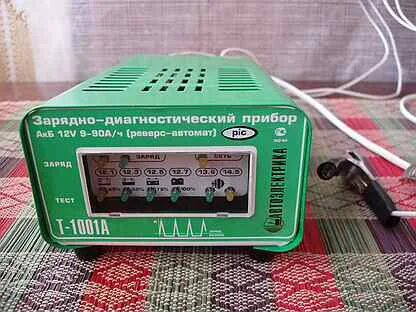 Зарядно-диагностический прибор
АкБ 12V 9-90А/ч (реверс-автомат) pic
ЗАРЯД
ЗАРЯД СЕТЬ
12.1 12.3 12.5 12.7 13.6 14.5
ТЕСТ
100%
Т-1001А
АВТОЭЛЕКТРИКА